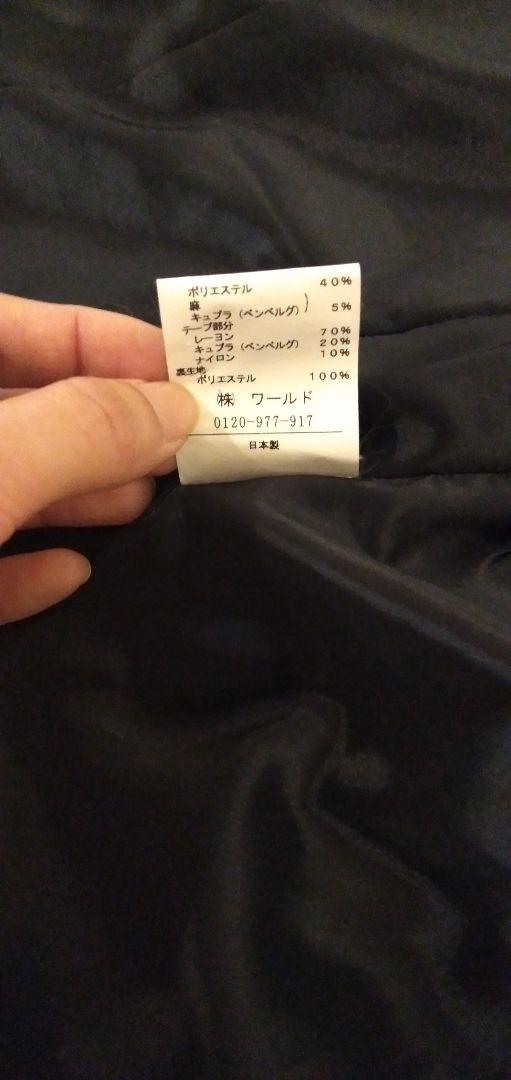 ポリエステル 40%
麻
キュプラ(ベンベルグ) ) 5%
テープ部分
レーヨン 70%
キュプラ(ベンベルグ) 20%
ナイロン 10%
裏生地
ポリエステル 100%
㈱ ワールド
0120-977-917
日本製